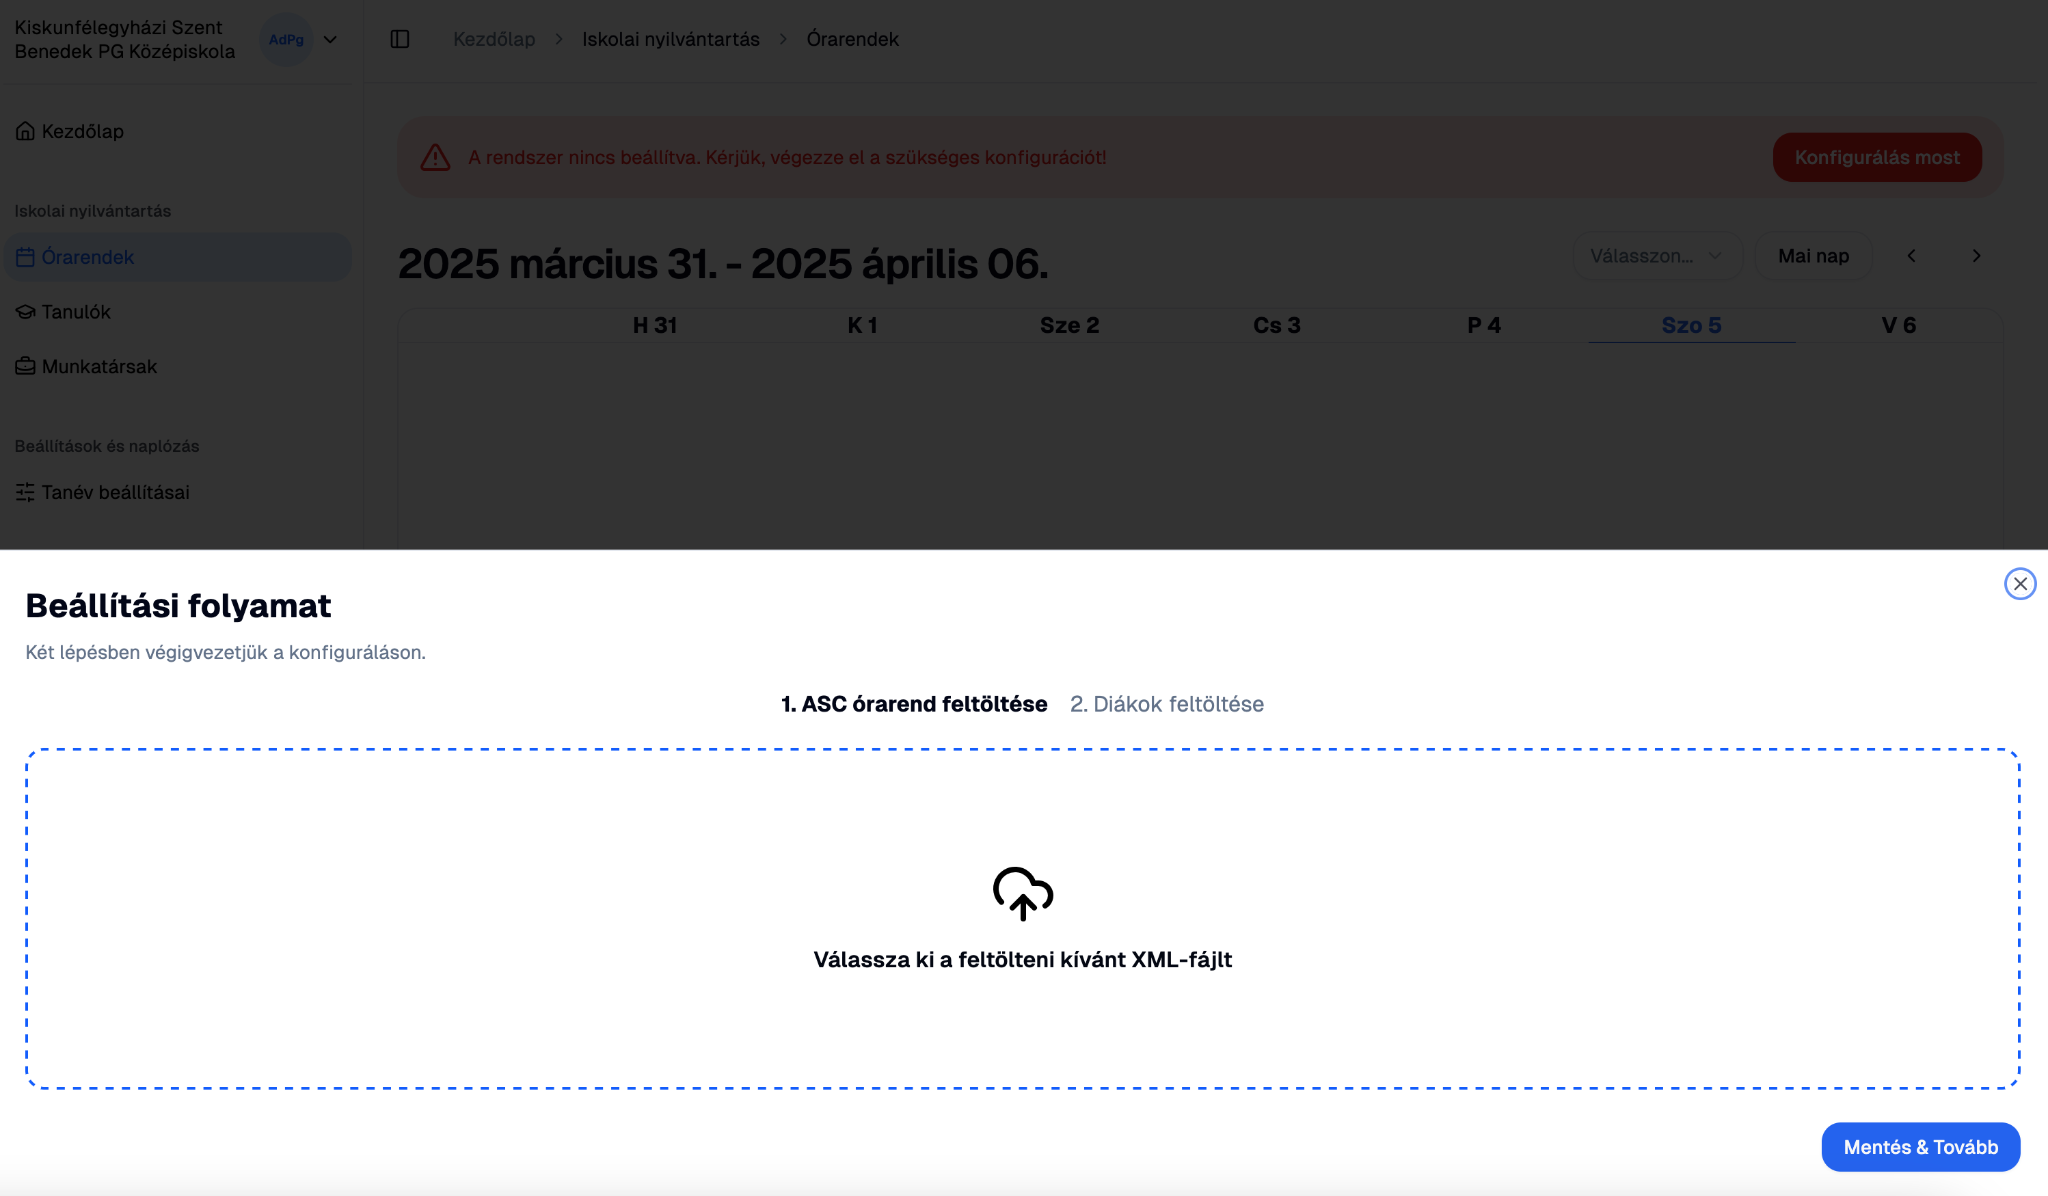 Kiskunfélegyházi Szent
Benedek PG Középiskola
AdPg
Kezdőlap
Iskolai nyilvántartás
Órarendek
Kezdőlap
Iskolai nyilvántartás
Órarendek
Tanulók
Munkatársak
Beállítások és naplózás
Tanév beállításai
A rendszer nincs beállítva. Kérjük, végezze el a szükséges konfigurációt!
Konfigurálás most
2025 március 31. - 2025 április 06.
Válasszon...
Mai nap
H 31
K 1
Sze 2
Cs 3
P 4
Szo 5
V 6
Beállítási folyamat
Két lépésben végigvezetjük a konfiguráláson.
1. ASC órarend feltöltése
2. Diákok feltöltése
Válassza ki a feltölteni kívánt XML-fájlt
Mentés & Tovább